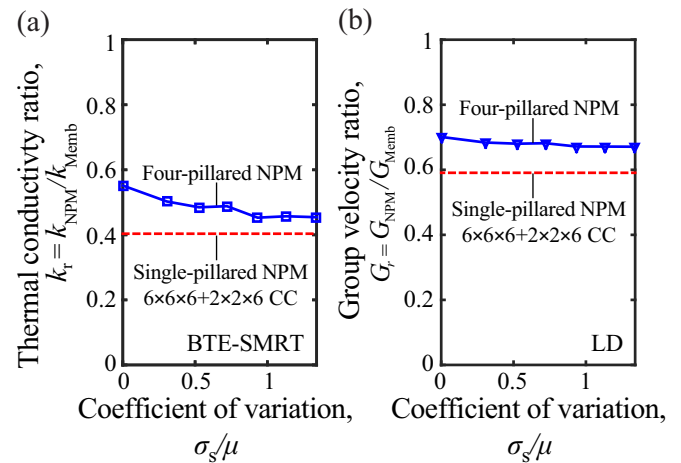 (a)
Thermal conductivty ratio,
k_r = k_NPM/k_Memb
1
0.8
0.6
0.4
0.2
0
Four-pillared NPM
Single-pillared NPM
6×6×6+2×2×6 CC
BTE-SMRT
0 0.5 1
Coefficient of variation,
σ_s/μ
(b)
Group velocity ratio,
G_r = G_NPM/G_Memb
1
0.8
0.6
0.4
0.2
0
Four-pillared NPM
Single-pillared NPM
6×6×6+2×2×6 CC
LD
0 0.5 1
Coefficient of variation,
σ_s/μ